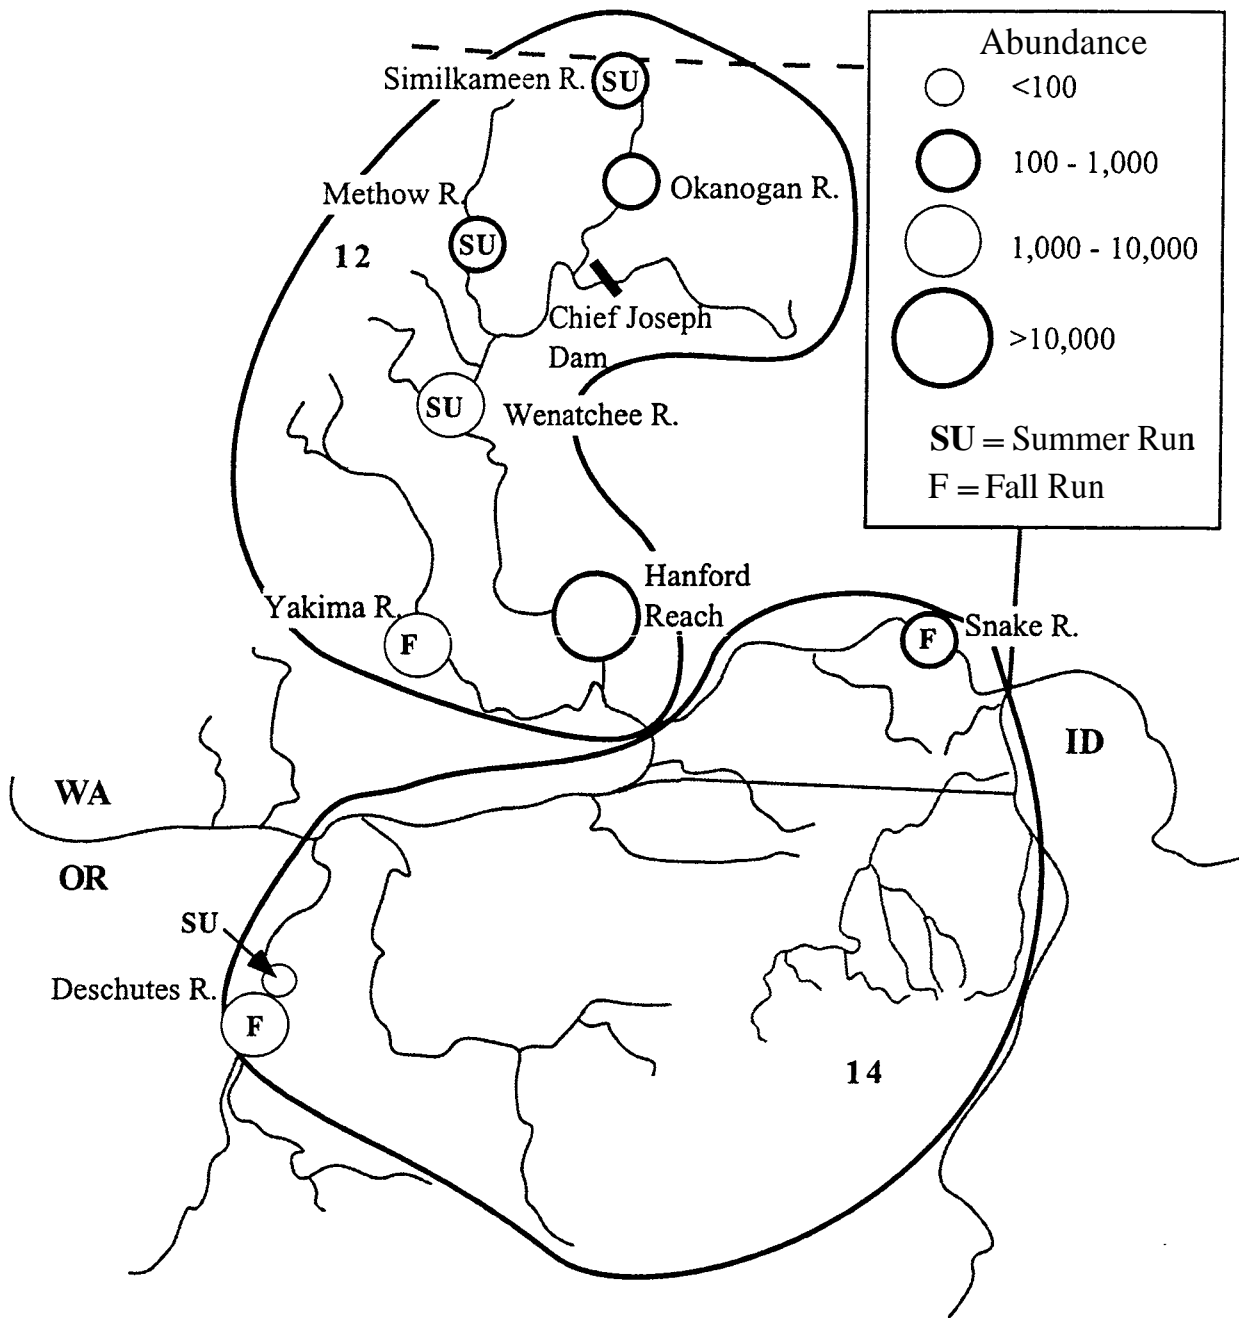 Abundance
<100
100 - 1,000
1,000 - 10,000
>10,000
SU = Summer Run
F = Fall Run
Similkameen R.
SU
Methow R.
Okanogan R.
SU
12
Chief Joseph
Dam
SU
Wenatchee R.
Hanford
Reach
Yakima R.
F
F
Snake R.
ID
WA
OR
SU
Deschutes R.
F
14